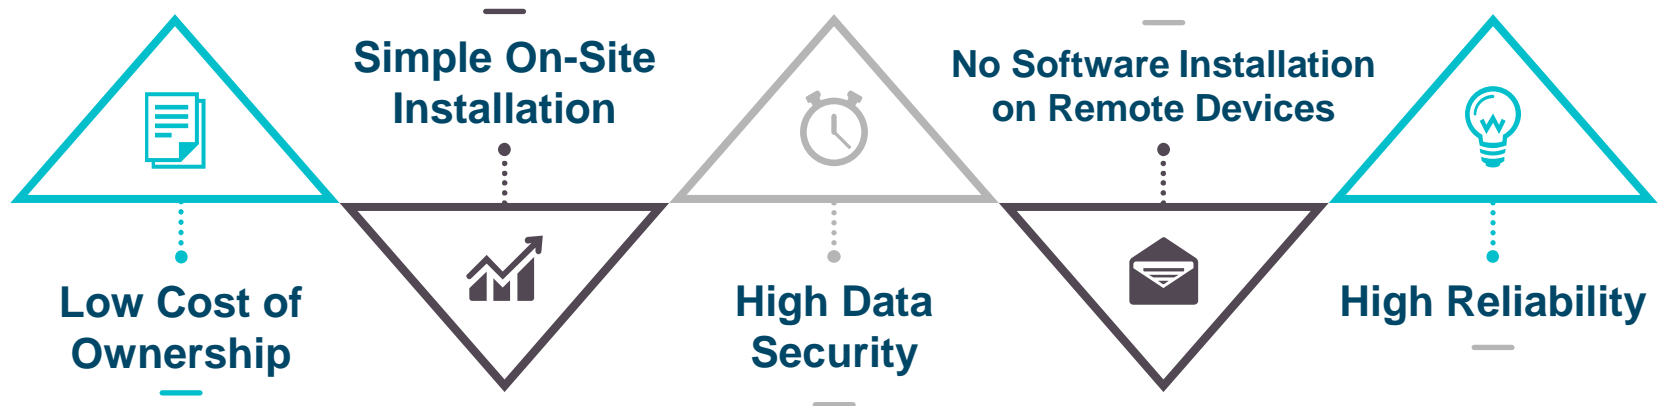 Low Cost of
Ownership
Simple On-Site
Installation
High Data
Security
No Software Installation
on Remote Devices
High Reliability